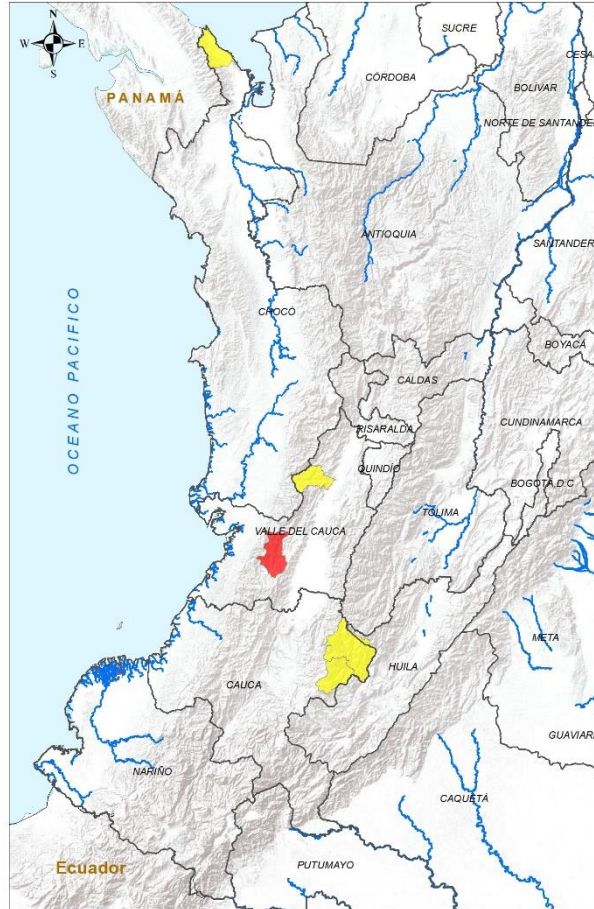 N
W E
S
SUCRE
CESAR
CÓRDOBA
BOLIVAR
PANAMÁ
NORTE DE SANTANDER
ANTIOQUIA
SANTANDER
OCEANO PACIFICO
CHOCÓ
BOYACÁ
CALDAS
CUNDINAMARCA
RISARALDA
QUINDÍO
BOGOTÁ, D.C
TOLIMA
VALLE DEL CAUCA
META
HUILA
CAUCA
GUAVIARE
NARIÑO
CAQUETÁ
Ecuador
PUTUMAYO